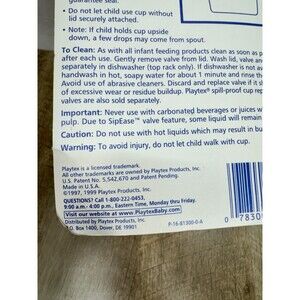 guarantee seal.
• Do not let child use cup without
lid securely attached.
• Note: If child holds cup upside
down, a few drops may come from spout.
To Clean: As with all infant feeding products clean as soon as p
after each use. Gently remove valve from lid. Wash lid, valve an
separately in dishwasher (top rack only). If dishwasher is not av
handwash in hot, soapy water for about 1 minute and rinse th
Avoid use of abrasive cleaners. Discard and replace valve if it sh
of excessive wear or residue buildup. Playtex® spill-proof cup rep
valves are also sold separately.
Important: Never use with carbonated beverages or juices w
pulp. Due to SipEase™ valve feature, some liquid will remain
Caution: Do not use with hot liquids which may result in bu
Warning: To avoid injury, do not let child walk with cup.
Playtex is a licensed trademark.
All other trademarks are owned by Playtex Products, Inc.
U.S. Patent No. 5,542,670 and Patent Pending.
Made in U.S.A.
©1997, 1999 Playtex Products, Inc.
QUESTIONS? Call 1-800-222-0453,
9:00 a.m.- 4:00 p.m., Eastern Time, Monday thru Friday.
Visit our website at www.PlaytexBaby.com
Distributed by Playtex Products, Inc.
P.O. Box 1400, Dover, DE 19901
P-16-81300-0-A
0 78300